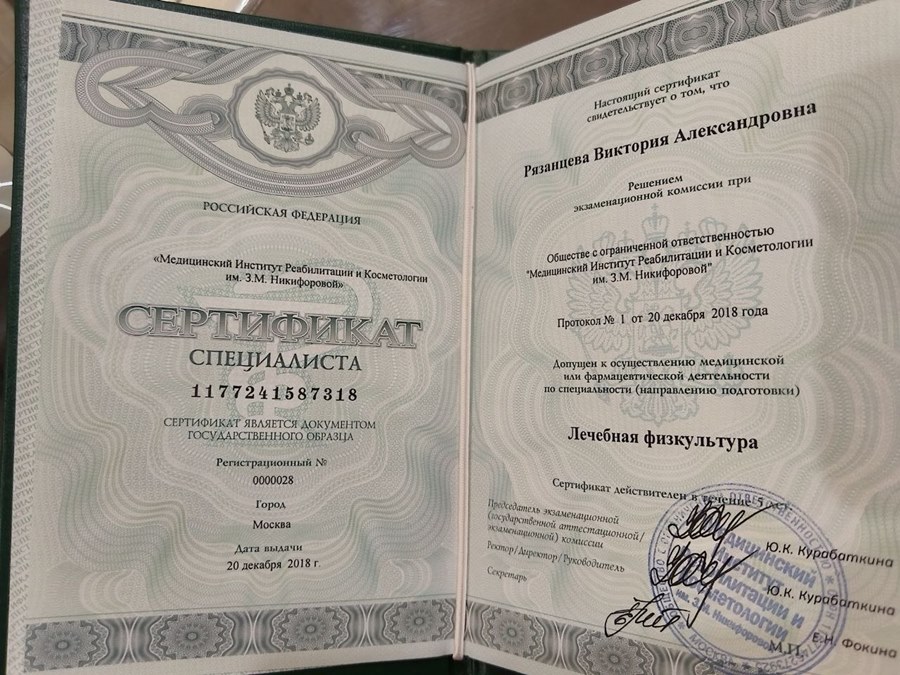 РОССИЙСКАЯ ФЕДЕРАЦИЯ
«Медицинский Институт Реабилитации и Косметологии
им. З.М. Никифоровой»
СЕРТИФИКАТ
СПЕЦИАЛИСТА
1177241587318
СЕРТИФИКАТ ЯВЛЯЕТСЯ ДОКУМЕНТОМ
ГОСУДАРСТВЕННОГО ОБРАЗЦА
Регистрационный №
0000028
Город
Москва
Дата выдачи
20 декабря 2018 г.
Настоящий сертификат
свидетельствует о том, что
Рязанцева Виктория Александровна
Решением
экзаменационной комиссии при
Обществе с ограниченной ответственностью
"Медицинский Институт Реабилитации и Косметологии
им. З.М. Никифоровой"
Протокол № 1 от 20 декабря 2018 года
Допущен к осуществлению медицинской
или фармацевтической деятельности
по специальности (направлению подготовки)
Лечебная физкультура
Сертификат действителен в течение 5 лет.
Председатель экзаменационной
(государственной аттестационной/
экзаменационной) комиссии
Ю.К. Курабаткина
Ректор/Директор/Руководитель
Ю.К. Курабаткина
Секретарь
Е.Н. Фокина
М.П.